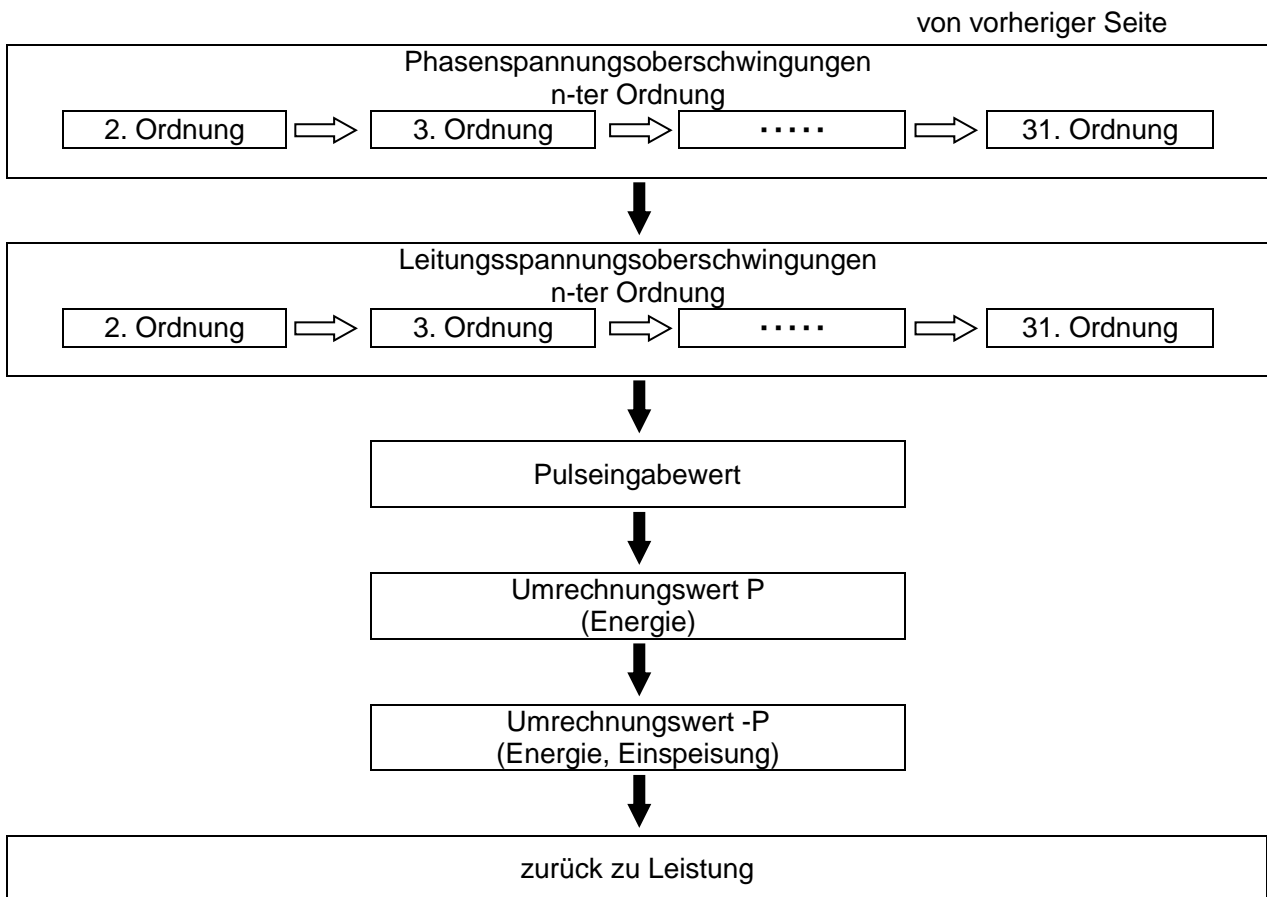 von vorheriger Seite
Phasenspannungsoberschwingungen
n-ter Ordnung
2. Ordnung
3. Ordnung
·····
31. Ordnung
Leitungsspannungsoberschwingungen
n-ter Ordnung
2. Ordnung
3. Ordnung
·····
31. Ordnung
Pulseingabewert
Umrechnungswert P
(Energie)
Umrechnungswert -P
(Energie, Einspeisung)
zurück zu Leistung